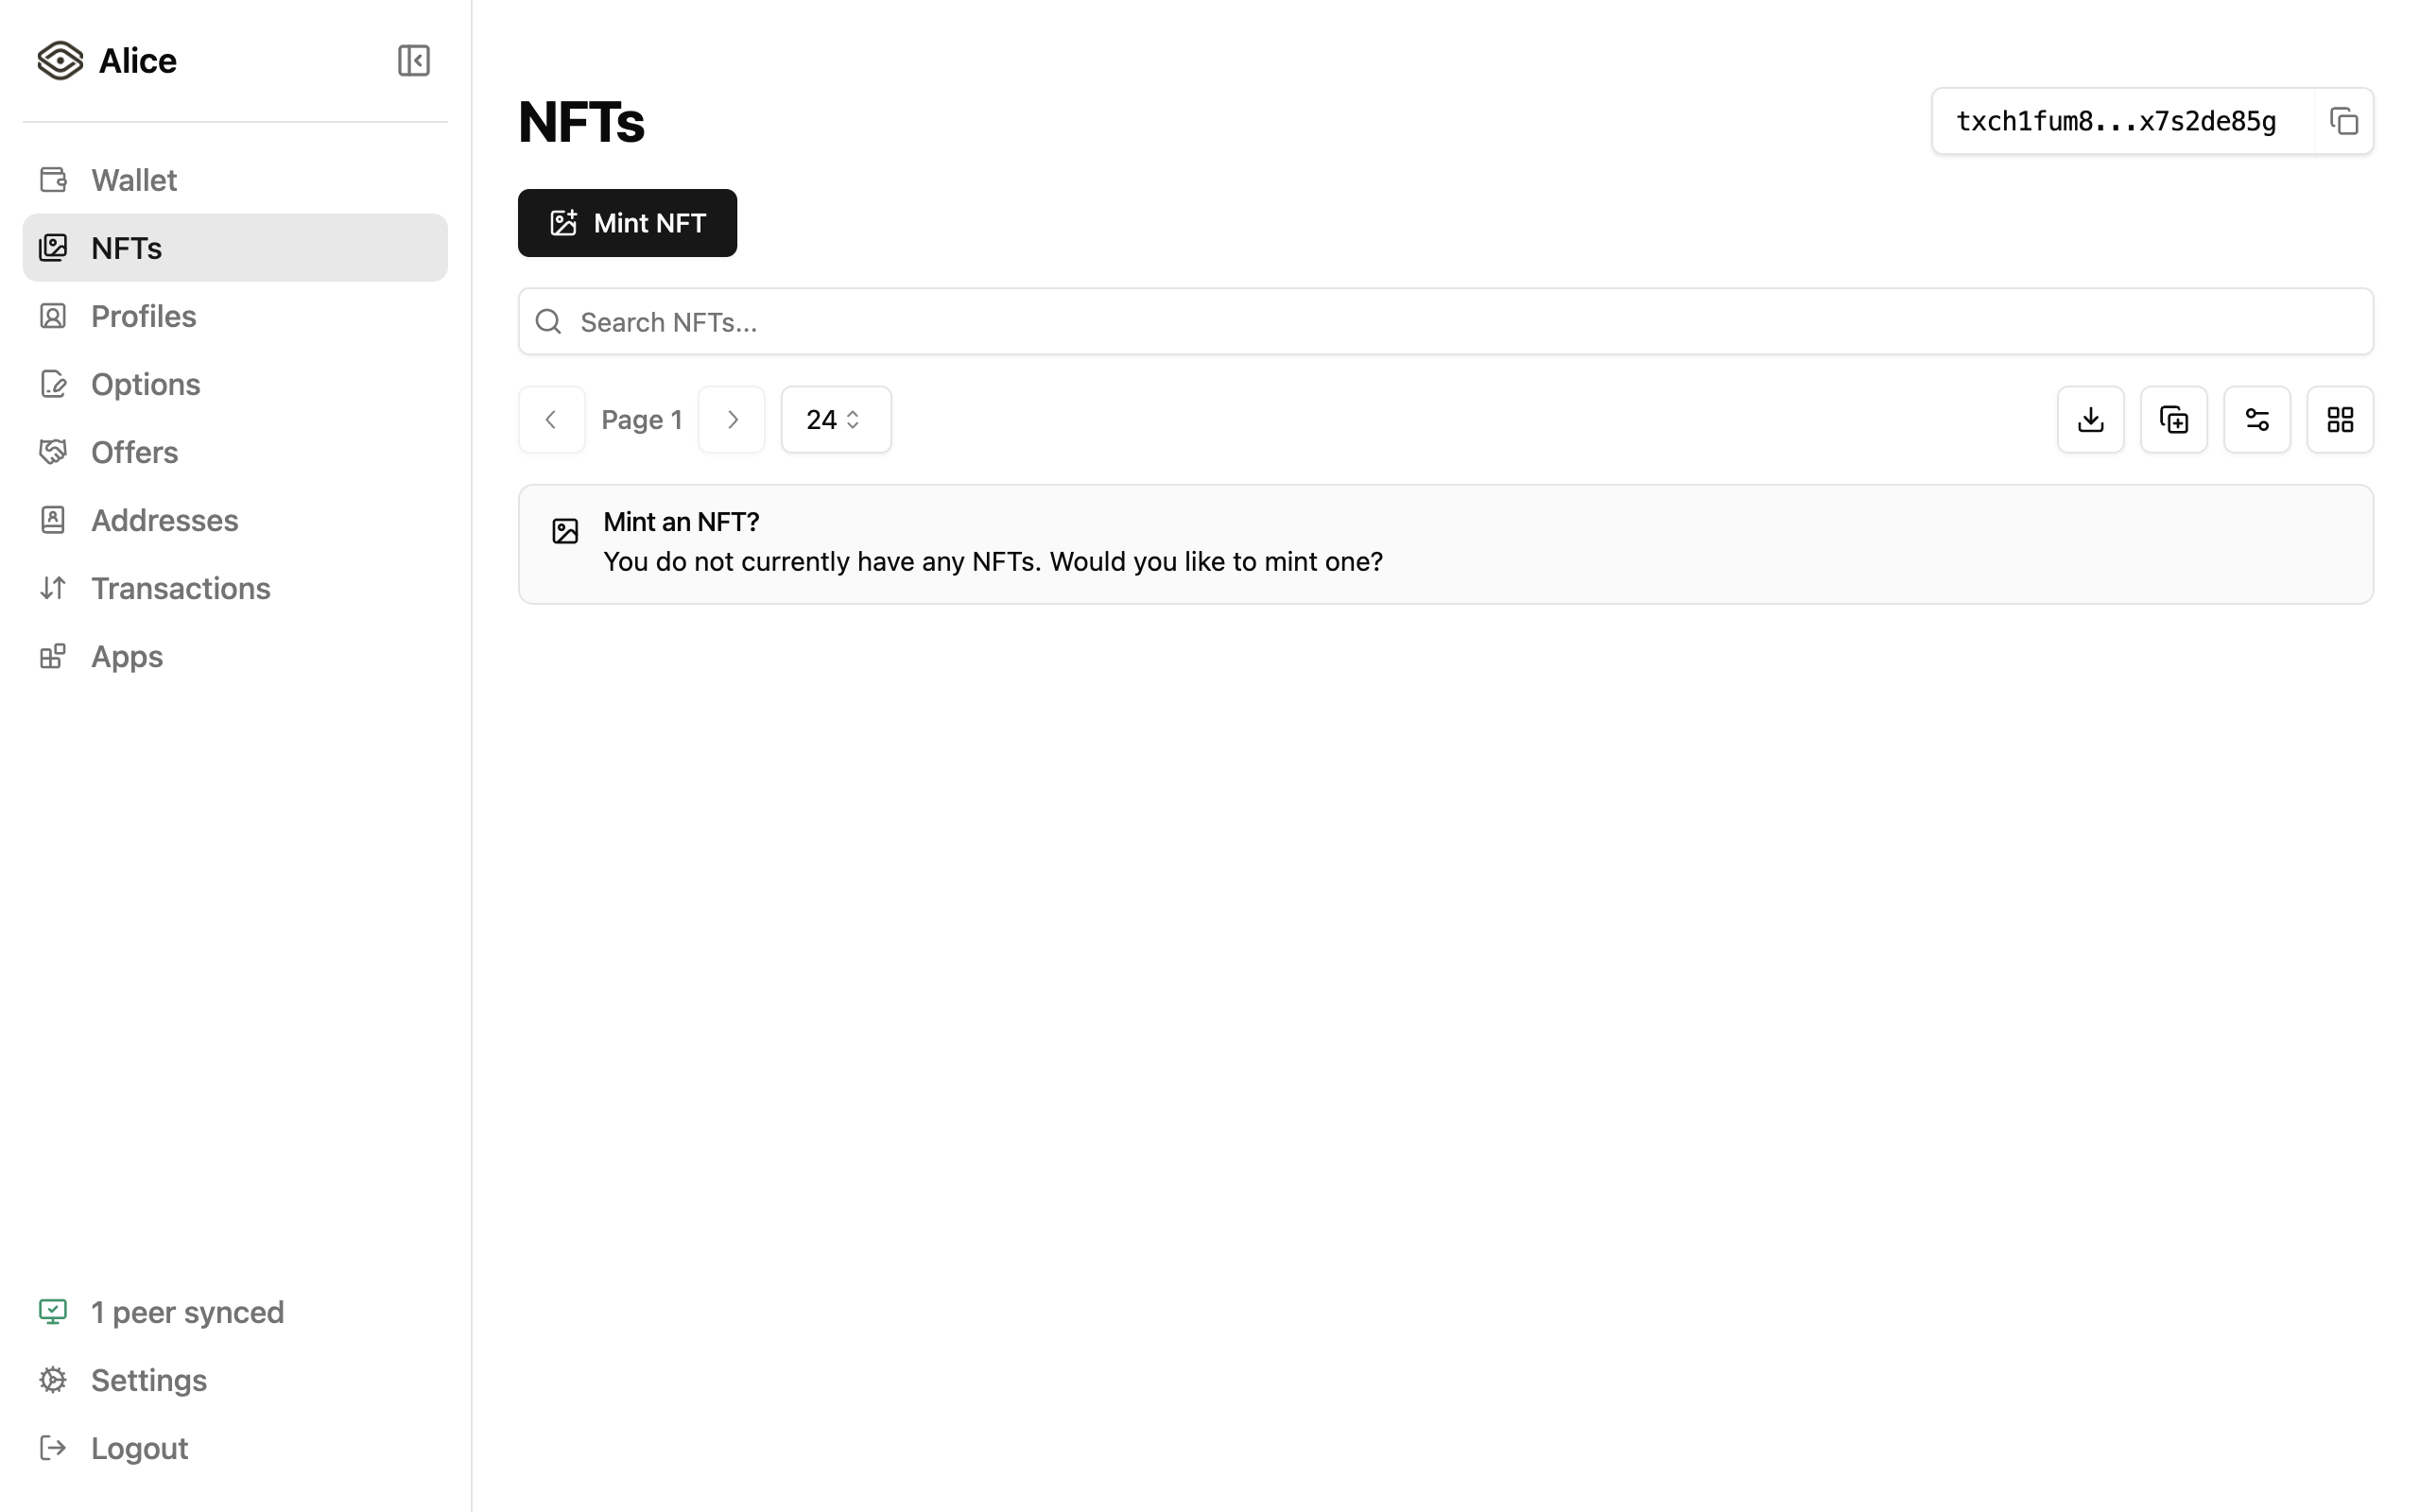 Alice
Wallet
NFTs
Profiles
Options
Offers
Addresses
Transactions
Apps
1 peer synced
Settings
Logout
NFTs
txch1fum8...x7s2de85g
Mint NFT
Search NFTs...
Page 1
24
Mint an NFT?
You do not currently have any NFTs. Would you like to mint one?